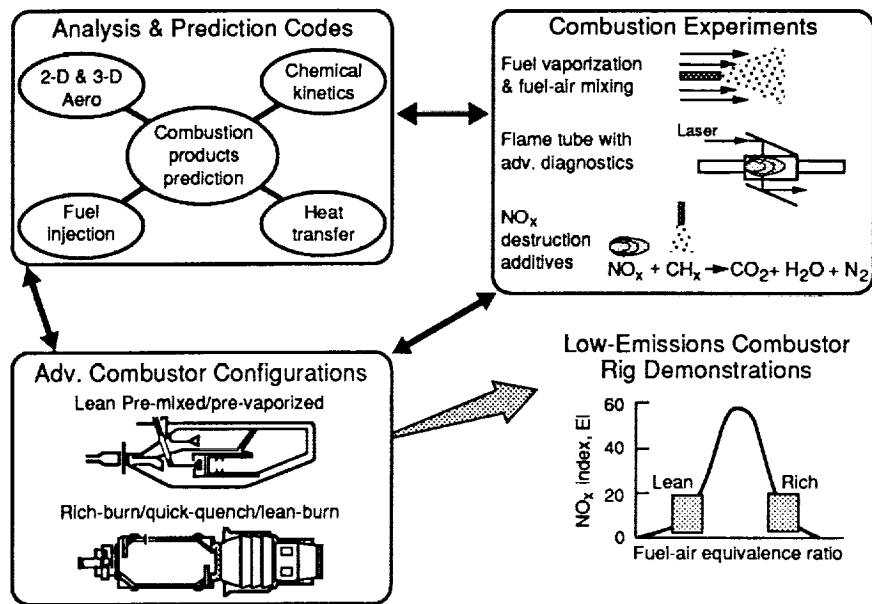 Analysis & Prediction Codes
2-D & 3-D
Aero
Chemical
kinetics
Combustion
products
prediction
Fuel
injection
Heat
transfer
Combustion Experiments
Fuel vaporization
& fuel-air mixing
Flame tube with
adv. diagnostics
Laser
NOx
destruction
additives
NOx + CHx → CO2 + H2O + N2
Adv. Combustor Configurations
Lean Pre-mixed/pre-vaporized
Rich-burn/quick-quench/lean-burn
Low-Emissions Combustor
Rig Demonstrations
NOx index, EI
60
40
20
0
Lean
Rich
Fuel-air equivalence ratio